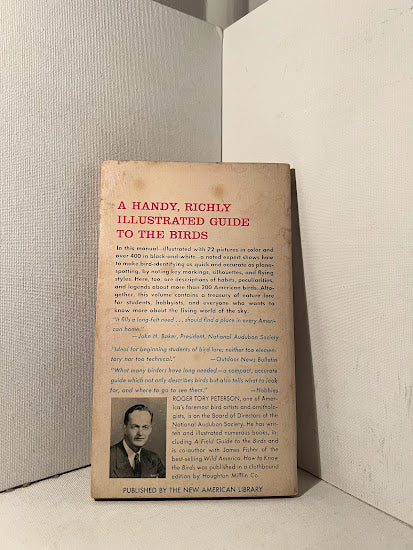 A HANDY, RICHLY
ILLUSTRATED GUIDE
TO THE BIRDS
In this manual—illustrated with 72 pictures in color and
over 400 in black-and-white—a noted expert shows how
to make bird-identifying as quick and accurate as plane-
spotting, by noting key markings, silhouettes, and flying
styles. Here, too, are descriptions of habits, peculiarities,
and legends about more than 200 American birds. Alto-
gether, this volume contains a treasury of nature lore
for students, hobbyists, and everyone who wants to
know more about the living world of the sky.
"It fills a long-felt need . . . should find a place in every Ameri-
can home."
—John H. Baker, President, National Audubon Society
"Ideal for beginning students of bird lore; neither too elemen-
tary nor too technical."
—Outdoor News Bulletin
"What many birders have long needed—a compact, accurate
guide which not only describes birds but also tells what to look
for, and where to go to see them."
—Hobbies
ROGER TORY PETERSON, one of Amer-
ica's foremost bird artists and ornithol-
ogists, is on the Board of Directors of the
National Audubon Society. He has writ-
ten and illustrated numerous books, in-
cluding A Field Guide to the Birds and
is co-author with James Fisher of the
best-selling Wild America. How to Know
the Birds was published in a clothbound
edition by Houghton Mifflin Co.
PUBLISHED BY THE NEW AMERICAN LIBRARY